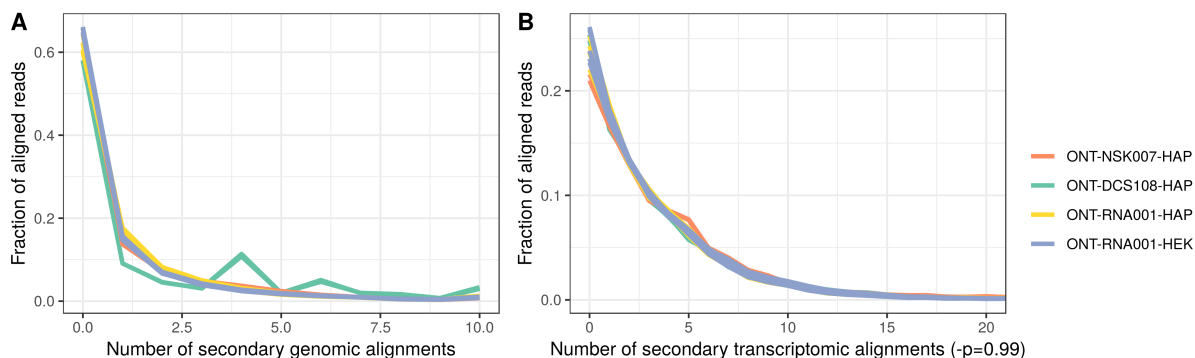 A
B
Fraction of aligned reads
0.6
0.4
0.2
0.0
0.0 2.5 5.0 7.5 10.0
Number of secondary genomic alignments
Fraction of aligned reads
0.2
0.1
0.0
0 5 10 15 20
Number of secondary transcriptomic alignments (-p=0.99)
ONT-NSK007-HAP
ONT-DCS108-HAP
ONT-RNA001-HAP
ONT-RNA001-HEK